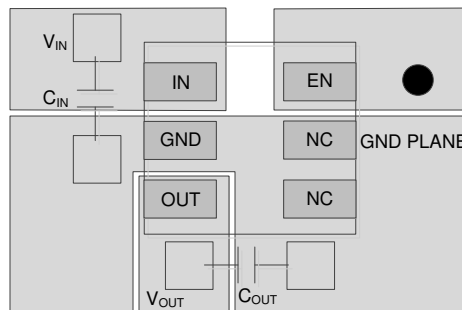 VIN
CIN
IN
EN
GND
NC
GND PLANE
OUT
NC
VOUT
COUT